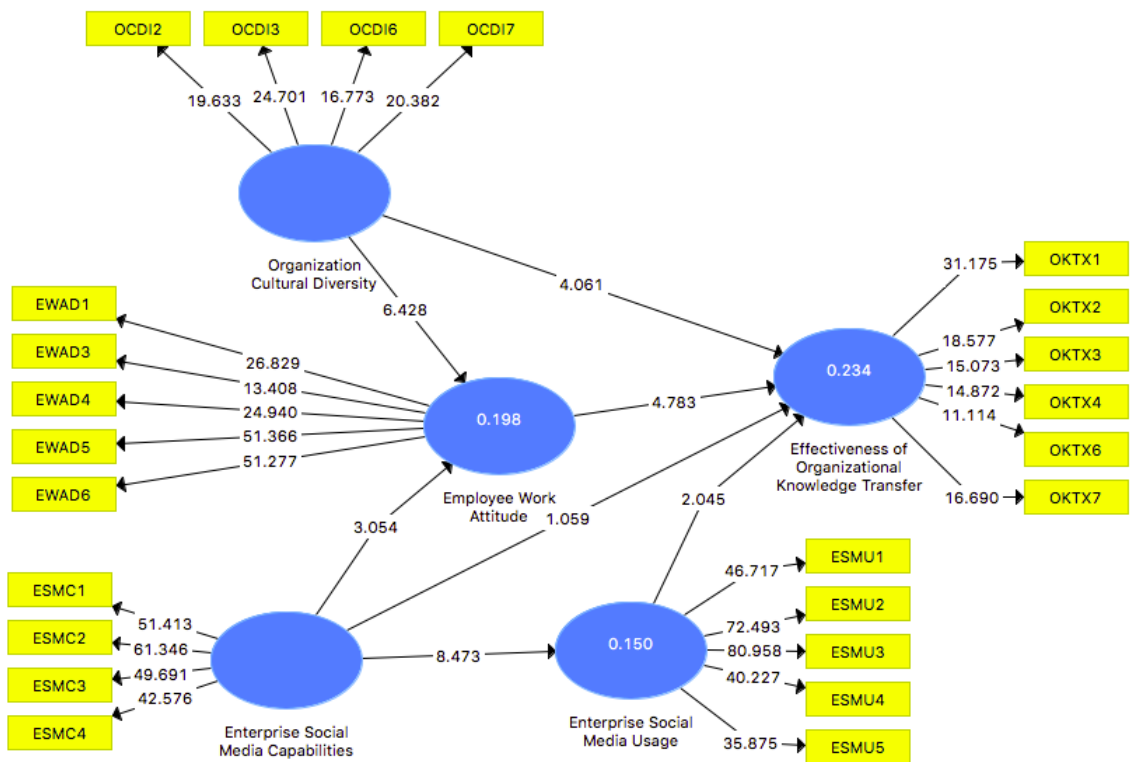 OCDI2 OCDI3 OCDI6 OCDI7
19.633 24.701 16.773 20.382
Organization
Cultural Diversity
4.061
6.428
EWAD1
EWAD3
EWAD4
EWAD5
EWAD6
26.829
13.408
24.940
51.366
51.277
0.198
Employee Work
Attitude
4.783
0.234
Effectiveness of
Organizational
Knowledge Transfer
31.175
18.577
15.073
14.872
11.114
16.690
OKTX1
OKTX2
OKTX3
OKTX4
OKTX6
OKTX7
3.054
1.059
2.045
ESMC1
ESMC2
ESMC3
ESMC4
51.413
61.346
49.691
42.576
Enterprise Social
Media Capabilities
8.473
0.150
Enterprise Social
Media Usage
46.717
72.493
80.958
40.227
35.875
ESMU1
ESMU2
ESMU3
ESMU4
ESMU5